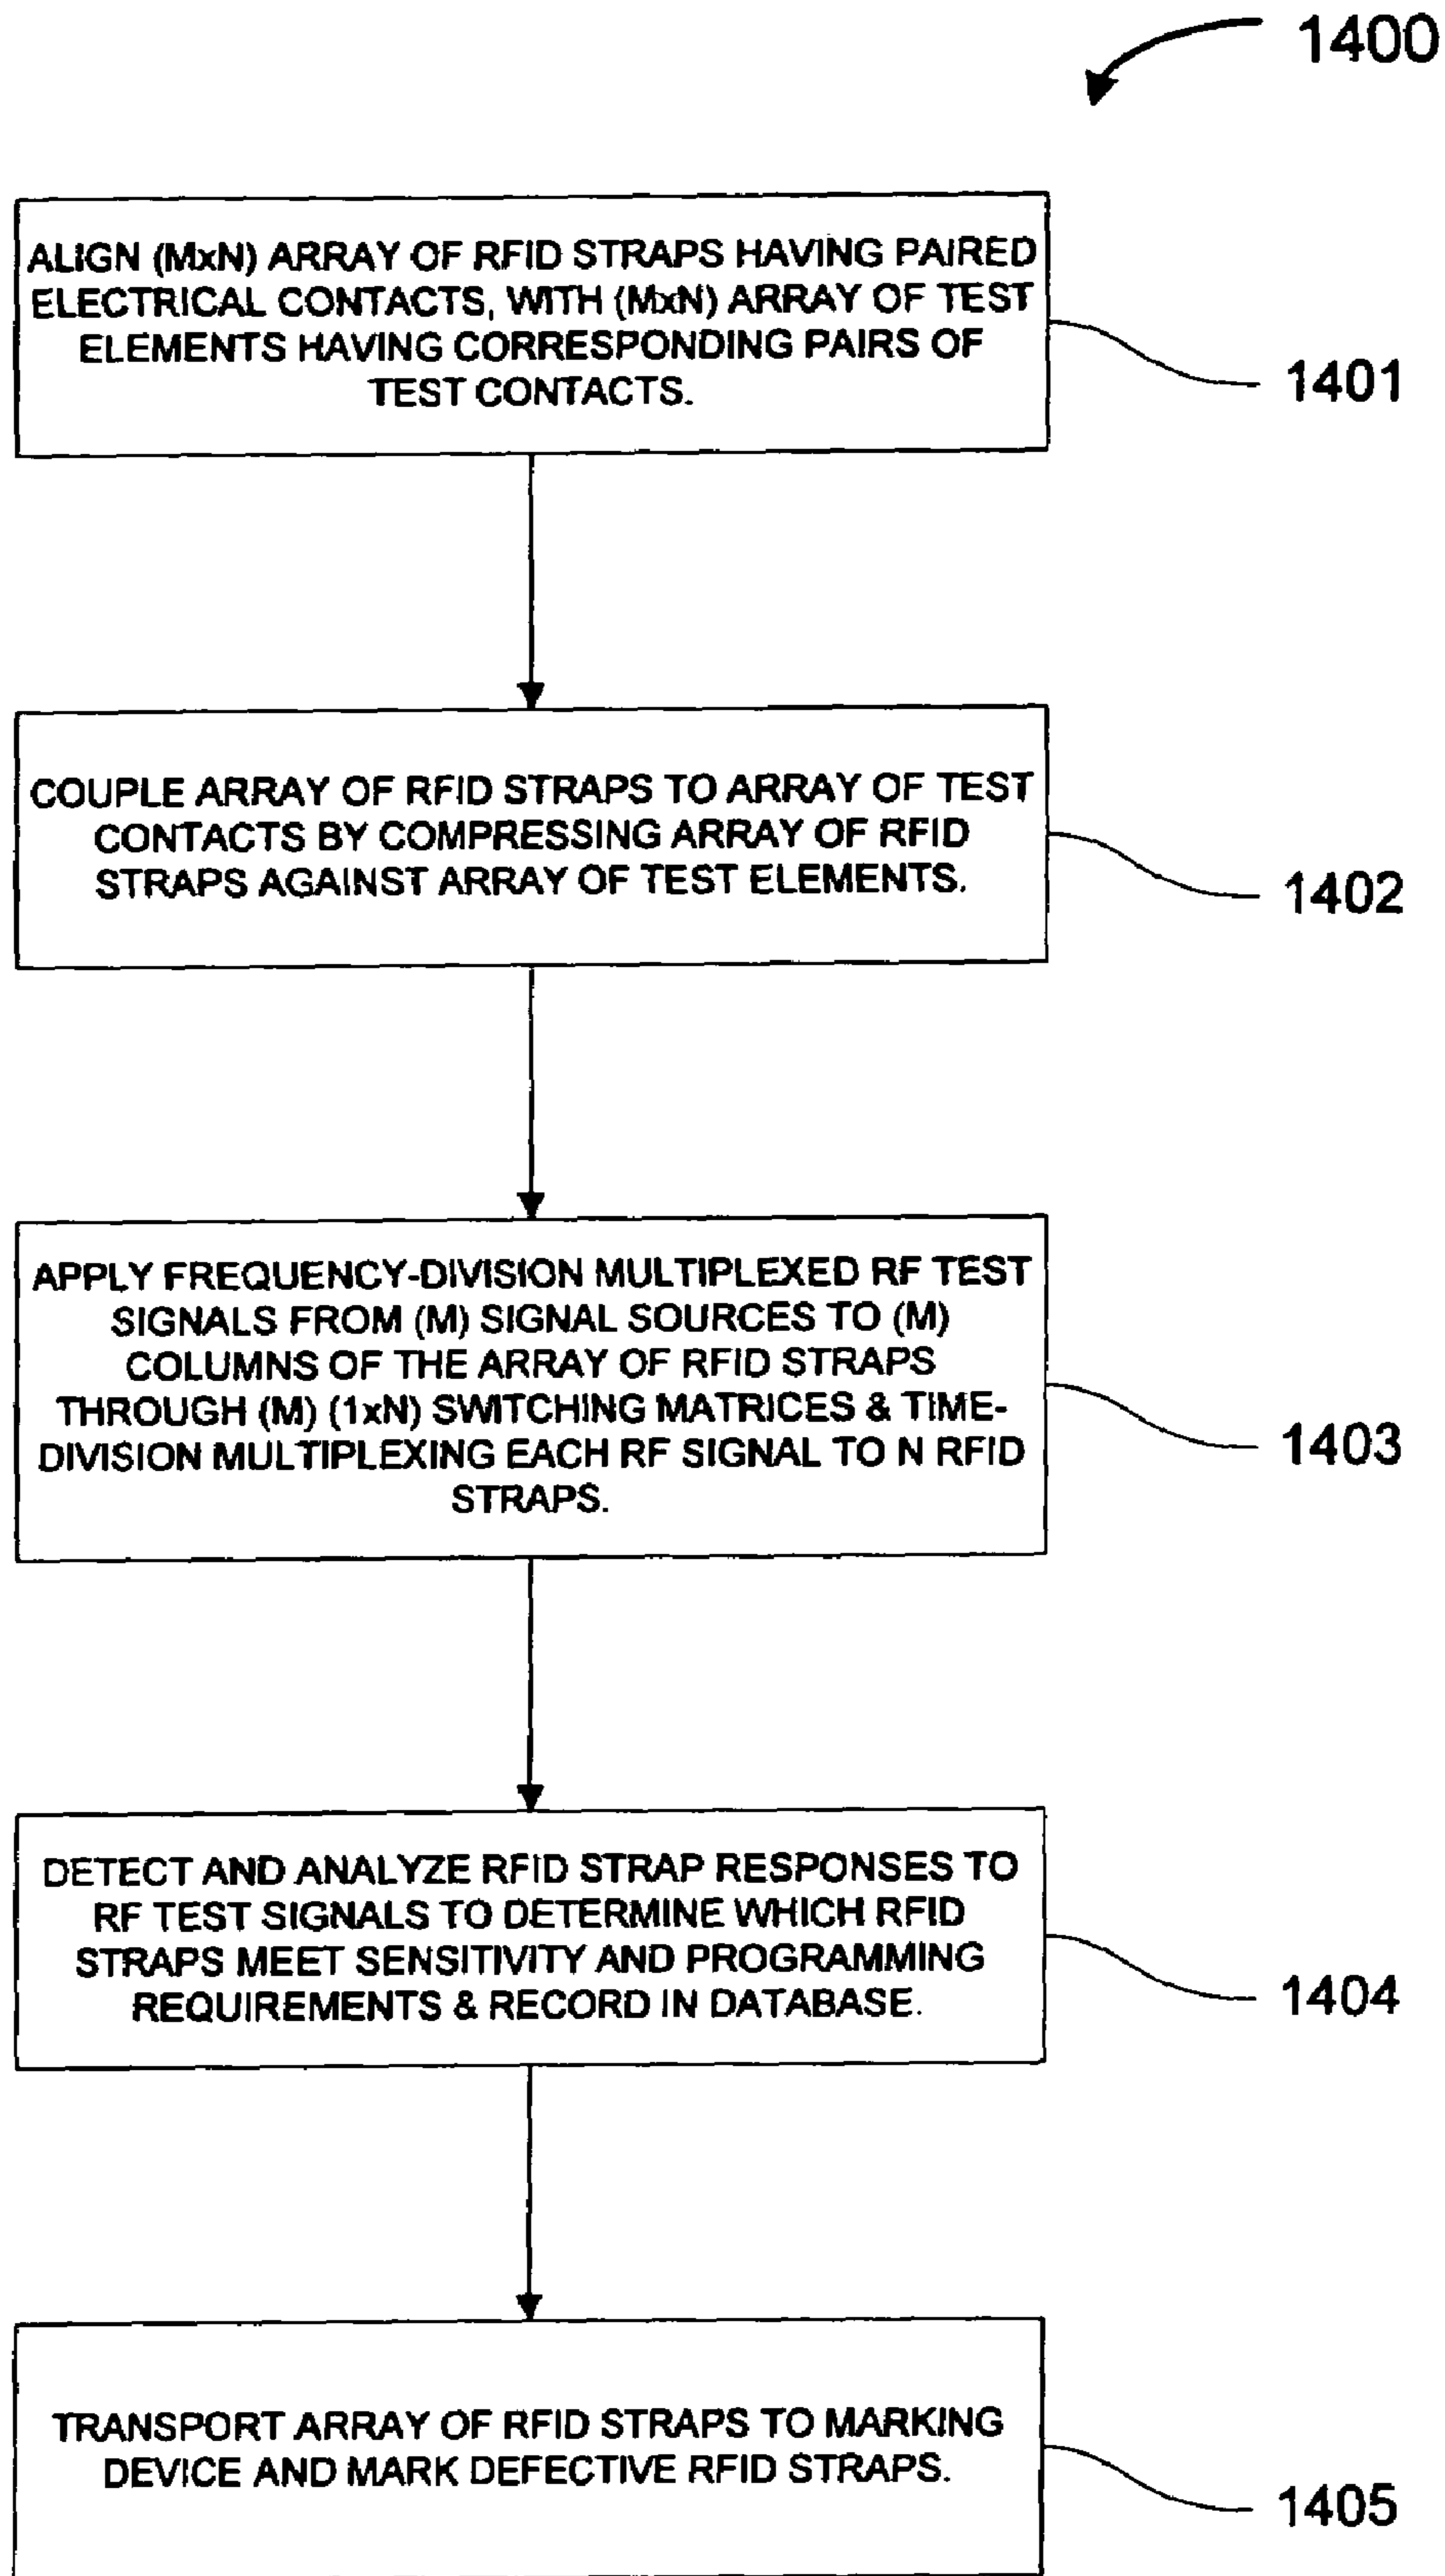 1400
ALIGN (MxN) ARRAY OF RFID STRAPS HAVING PAIRED
ELECTRICAL CONTACTS, WITH (MxN) ARRAY OF TEST
ELEMENTS HAVING CORRESPONDING PAIRS OF
TEST CONTACTS.
1401
COUPLE ARRAY OF RFID STRAPS TO ARRAY OF TEST
CONTACTS BY COMPRESSING ARRAY OF RFID
STRAPS AGAINST ARRAY OF TEST ELEMENTS.
1402
APPLY FREQUENCY-DIVISION MULTIPLEXED RF TEST
SIGNALS FROM (M) SIGNAL SOURCES TO (M)
COLUMNS OF THE ARRAY OF RFID STRAPS
THROUGH (M) (1xN) SWITCHING MATRICES & TIME-
DIVISION MULTIPLEXING EACH RF SIGNAL TO N RFID
STRAPS.
1403
DETECT AND ANALYZE RFID STRAP RESPONSES TO
RF TEST SIGNALS TO DETERMINE WHICH RFID
STRAPS MEET SENSITIVITY AND PROGRAMMING
REQUIREMENTS & RECORD IN DATABASE.
1404
TRANSPORT ARRAY OF RFID STRAPS TO MARKING
DEVICE AND MARK DEFECTIVE RFID STRAPS.
1405